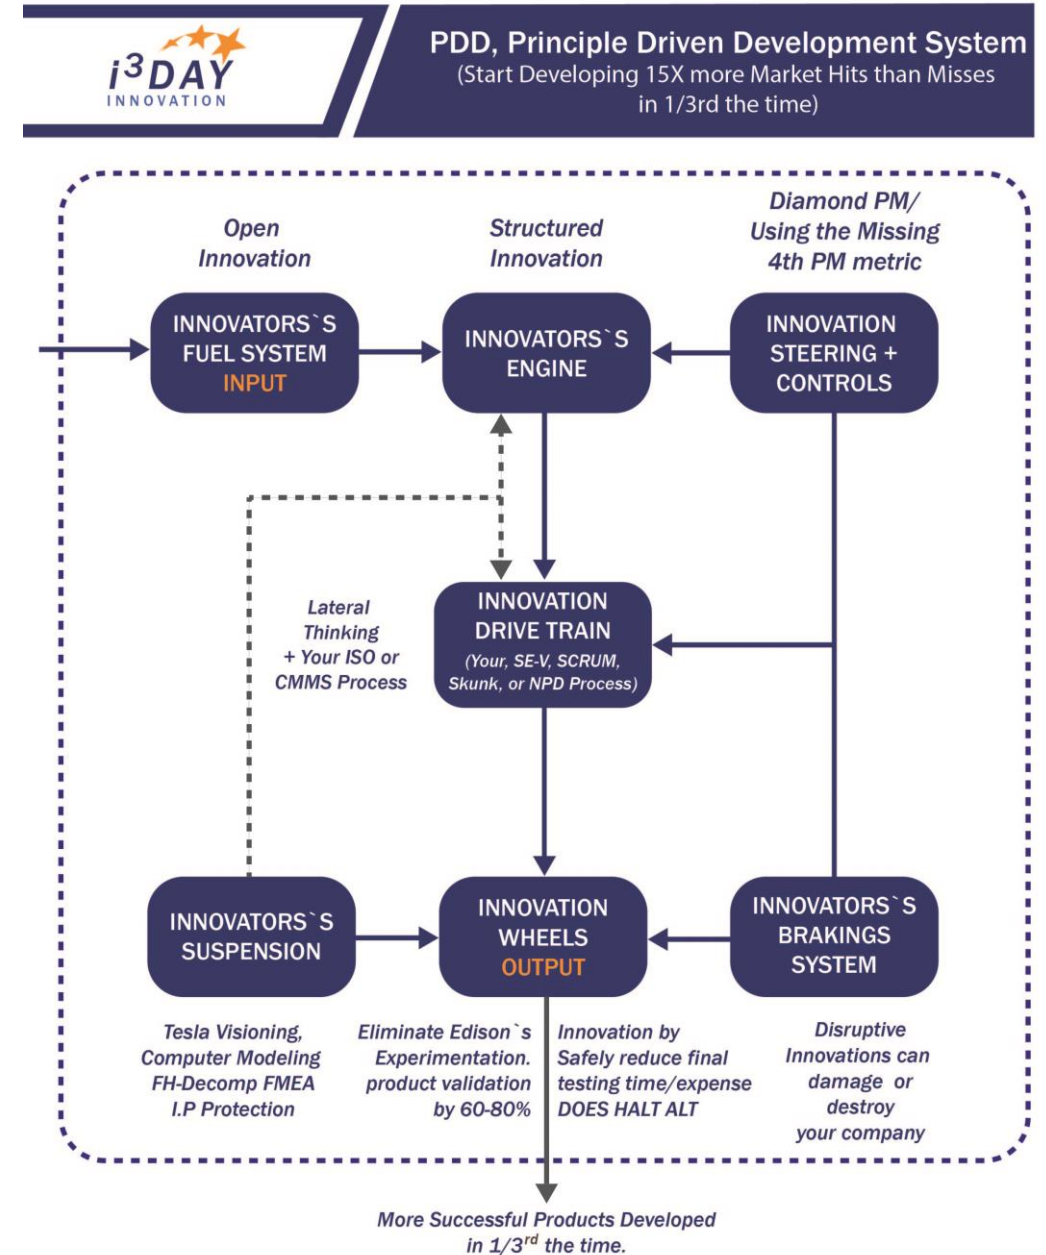 i³DAY
INNOVATION
PDD, Principle Driven Development System
(Start Developing 15X more Market Hits than Misses
in 1/3rd the time)
Open
Innovation
Structured
Innovation
Diamond PM/
Using the Missing
4th PM metric
INNOVATORS`S
FUEL SYSTEM
INPUT
INNOVATORS`S
ENGINE
INNOVATION
STEERING +
CONTROLS
Lateral
Thinking
+ Your ISO or
CMMS Process
INNOVATION
DRIVE TRAIN
(Your, SE-V, SCRUM,
Skunk, or NPD Process)
INNOVATORS`S
SUSPENSION
INNOVATION
WHEELS
OUTPUT
INNOVATORS`S
BRAKINGS
SYSTEM
Tesla Visioning,
Computer Modeling
FH-Decomp FMEA
I.P Protection
Eliminate Edison`s
Experimentation.
product validation
by 60-80%
Innovation by
Safely reduce final
testing time/expense
DOES HALT ALT
Disruptive
Innovations can
damage or
destroy
your company
More Successful Products Developed
in 1/3rd the time.